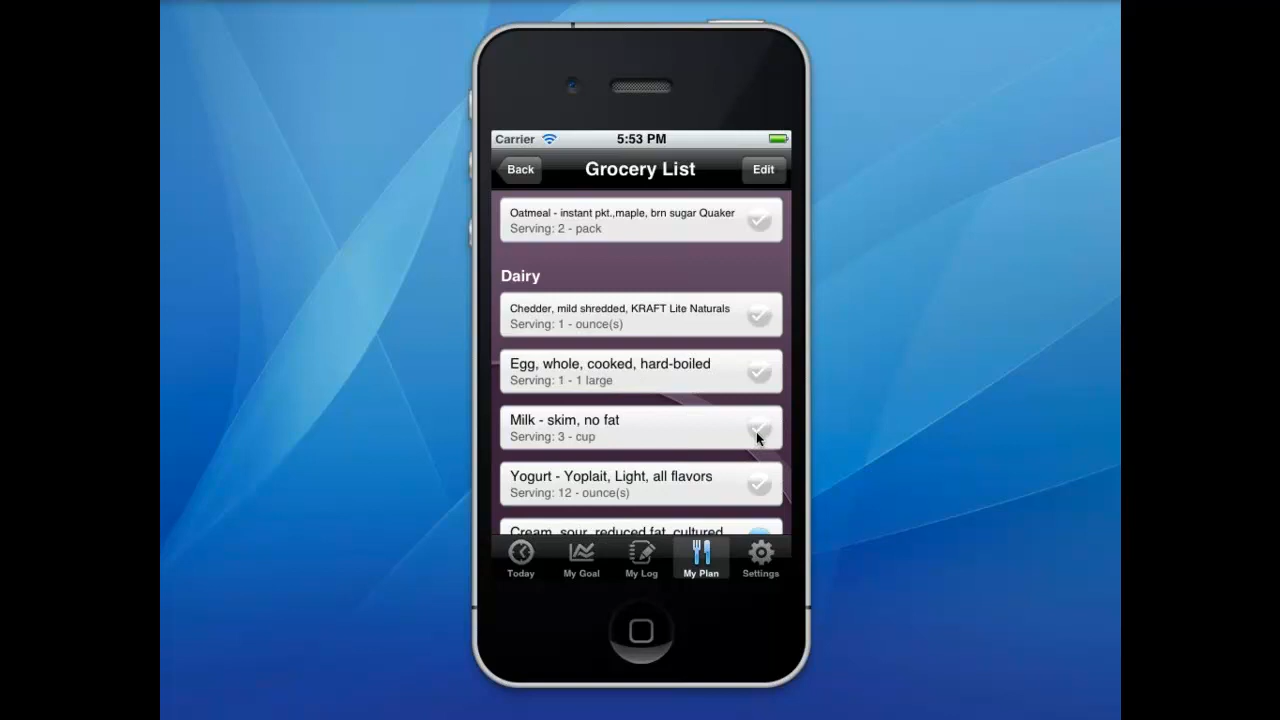 Carrier 5:53 PM
Back Grocery List Edit
Oatmeal - instant pkt.,maple, brn sugar Quaker
Serving: 2 - pack
Dairy
Chedder, mild shredded, KRAFT Lite Naturals
Serving: 1 - ounce(s)
Egg, whole, cooked, hard-boiled
Serving: 1 - 1 large
Milk - skim, no fat
Serving: 3 - cup
Yogurt - Yoplait, Light, all flavors
Serving: 12 - ounce(s)
Cream, sour, reduced fat, cultured
Today My Goal My Log My Plan Settings